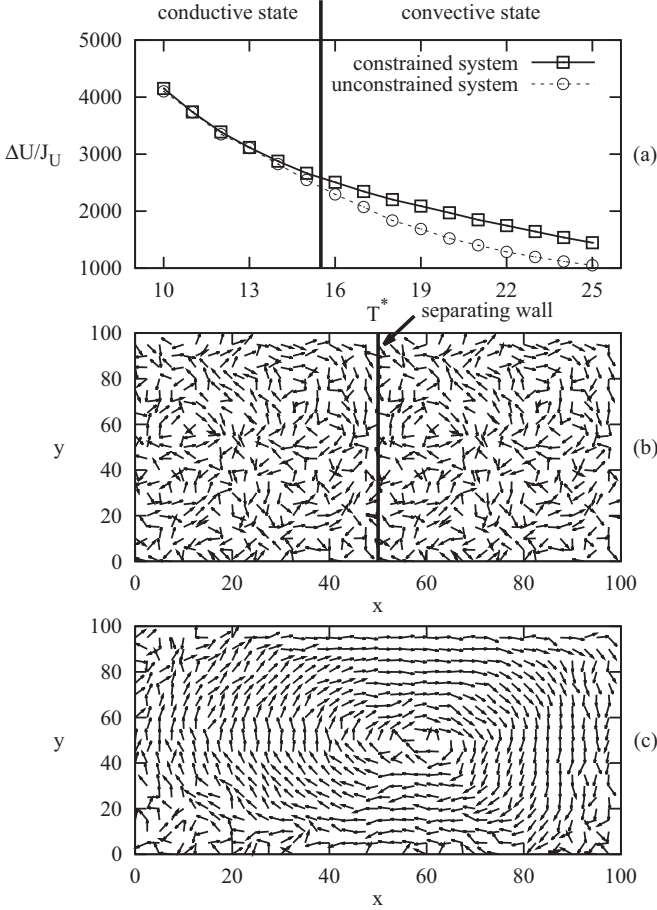 conductive state convective state
5000
4000
3000
2000
1000
ΔU/J_U
constrained system
unconstrained system
(a)
10 13 16 19 22 25
T* separating wall
100
80
60
40
20
0
y
(b)
0 20 40 60 80 100
x
100
80
60
40
20
0
y
(c)
0 20 40 60 80 100
x